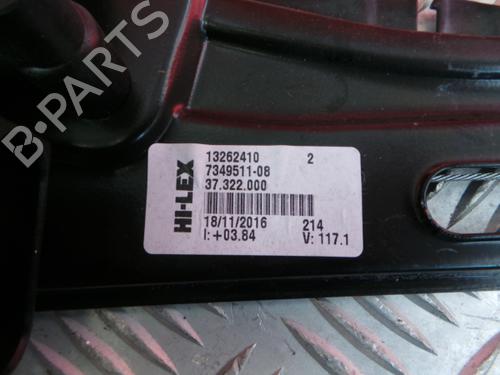 B-PARTS
HI-LEX
13262410 2
7349511-08
37.322.000
18/11/2016 214
I:+03.84 V: 117.1